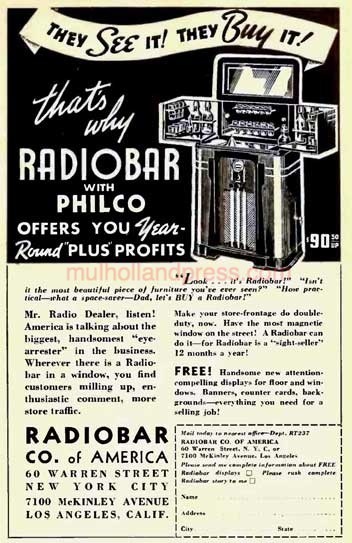 THEY SEE IT! THEY Buy IT!
that's
why
RADIOBAR
WITH
PHILCO
OFFERS YOU Year-
Round "PLUS" PROFITS
$90.50
UP
mulhollandpress.com
"Look . . . it's Radiobar!" "Isn't
it the most beautiful piece of furniture you've ever seen?" "How prac-
tical—what a space-saver—Dad, let's BUY a Radiobar!"
Mr. Radio Dealer, listen!
America is talking about the
biggest, handsomest "eye-
arrester" in the business.
Wherever there is a Radio-
bar in a window, you find
customers milling up, en-
thusiastic comment, more
store traffic.
Make your store-frontage do double-
duty, now. Have the most magnetic
window on the street! A Radiobar can
do it—for Radiobar is a "sight-seller"
12 months a year!
FREE! Handsome new attention-
compelling displays for floor and win-
dows. Banners, counter cards, back-
grounds—everything you need for a
selling job!
RADIOBAR
CO. of AMERICA
60 WARREN STREET
NEW YORK CITY
7100 McKINLEY AVENUE
LOS ANGELES, CALIF.
Mail today to nearest office—Dept. RT237
RADIOBAR CO. OF AMERICA
60 Warren Street, N. Y. C., or
7100 McKinley Ave., Los Angeles
Please send me complete information about FREE
Radiobar displays □ Please rush complete
Radiobar story to me □
Name
Address
City State